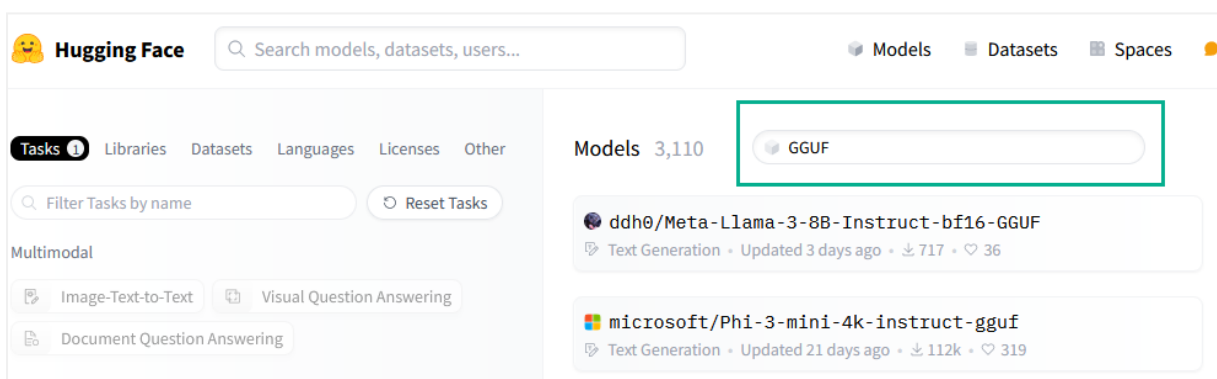 Hugging Face
Search models, datasets, users...
Models
Datasets
Spaces
Tasks 1
Libraries
Datasets
Languages
Licenses
Other
Filter Tasks by name
Reset Tasks
Multimodal
Image-Text-to-Text
Visual Question Answering
Document Question Answering
Models 3,110
GGUF
ddh0/Meta-Llama-3-8B-Instruct-bf16-GGUF
Text Generation • Updated 3 days ago • 717 • 36
microsoft/Phi-3-mini-4k-instruct-gguf
Text Generation • Updated 21 days ago • 112k • 319